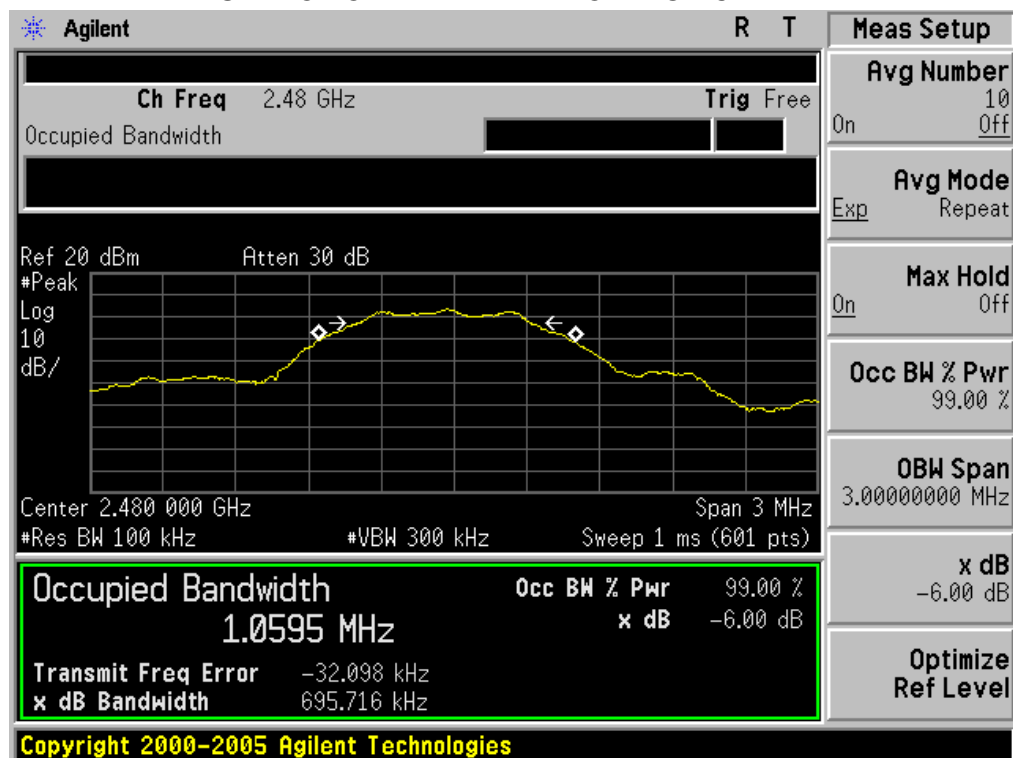 Agilent R T
Ch Freq 2.48 GHz Trig Free
Occupied Bandwidth
Ref 20 dBm Atten 30 dB
#Peak
Log
10
dB/
Center 2.480 000 GHz Span 3 MHz
#Res BW 100 kHz #VBW 300 kHz Sweep 1 ms (601 pts)
Occupied Bandwidth Occ BW % Pwr 99.00 %
1.0595 MHz x dB -6.00 dB
Transmit Freq Error -32.098 kHz
x dB Bandwidth 695.716 kHz
Copyright 2000-2005 Agilent Technologies
Meas Setup
Avg Number
10
On Off
Avg Mode
Exp Repeat
Max Hold
On Off
Occ BW % Pwr
99.00 %
OBW Span
3.00000000 MHz
x dB
-6.00 dB
Optimize
Ref Level